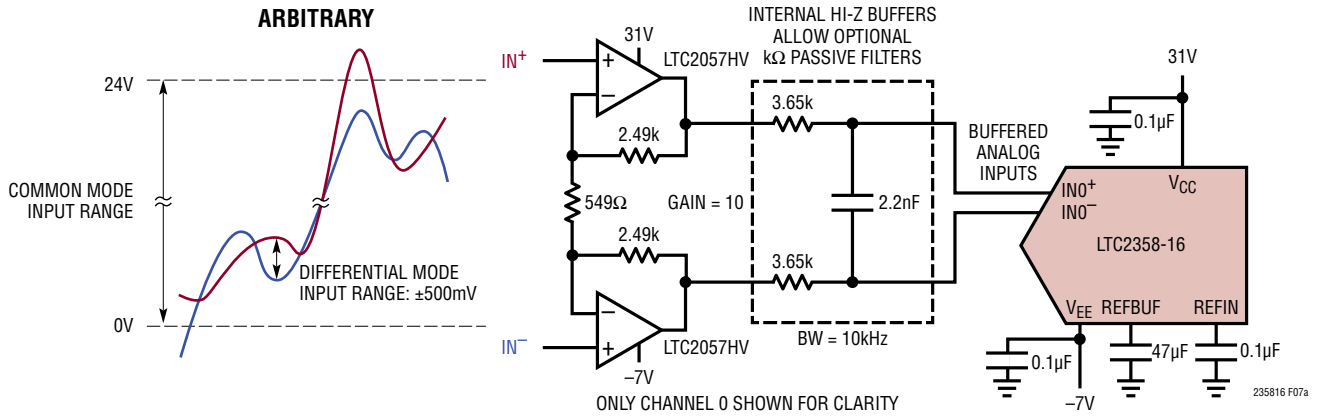 ARBITRARY
24V
COMMON MODE
INPUT RANGE
0V
DIFFERENTIAL MODE
INPUT RANGE: ±500mV
IN+
31V
LTC2057HV
2.49k
549Ω
GAIN = 10
2.49k
IN−
LTC2057HV
−7V
INTERNAL HI-Z BUFFERS
ALLOW OPTIONAL
kΩ PASSIVE FILTERS
3.65k
2.2nF
3.65k
BW = 10kHz
ONLY CHANNEL 0 SHOWN FOR CLARITY
BUFFERED
ANALOG
INPUTS
31V
0.1µF
VCC
IN0+
IN0−
LTC2358-16
VEE REFBUF REFIN
0.1µF
47µF
0.1µF
−7V
235816 F07a